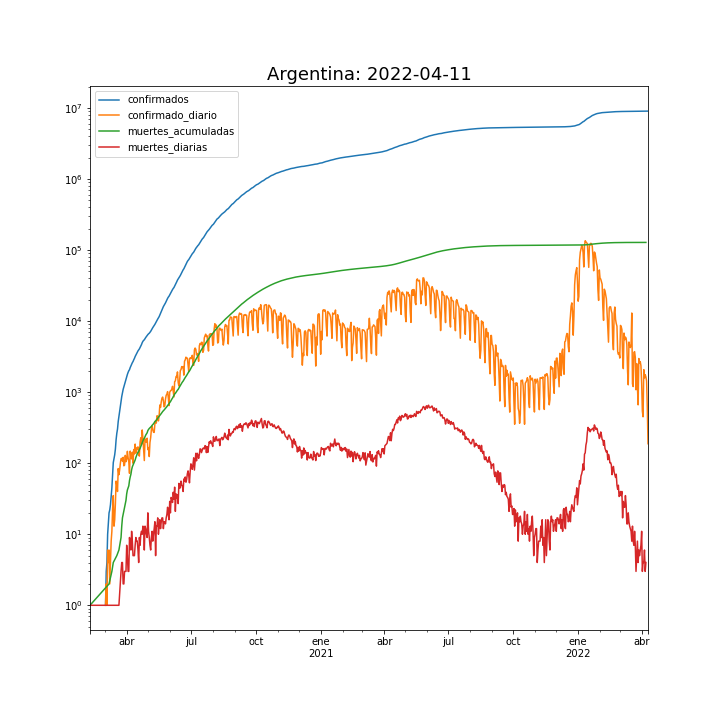 Argentina: 2022-04-11
confirmados
confirmado_diario
muertes_acumuladas
muertes_diarias
10^7
10^6
10^5
10^4
10^3
10^2
10^1
10^0
abr jul oct ene abr jul oct ene abr
2021 2022